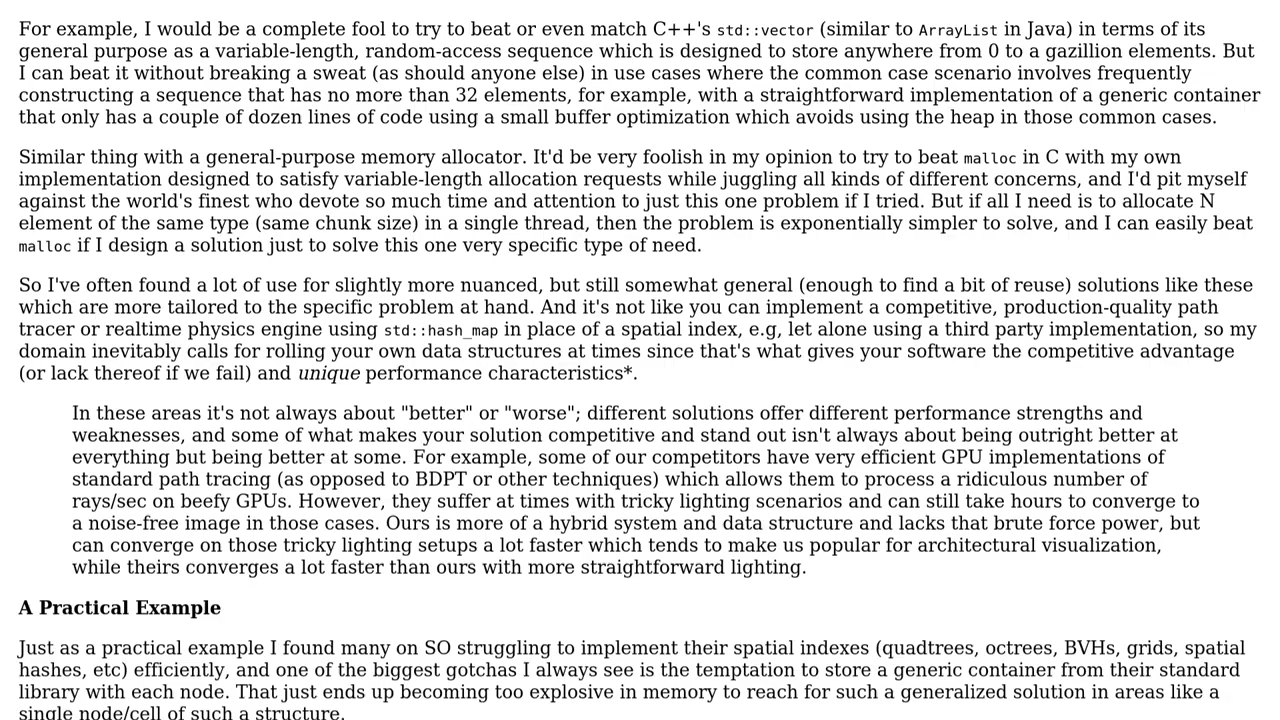 For example, I would be a complete fool to try to beat or even match C++'s std::vector (similar to ArrayList in Java) in terms of its
general purpose as a variable-length, random-access sequence which is designed to store anywhere from 0 to a gazillion elements. But
I can beat it without breaking a sweat (as should anyone else) in use cases where the common case scenario involves frequently
constructing a sequence that has no more than 32 elements, for example, with a straightforward implementation of a generic container
that only has a couple of dozen lines of code using a small buffer optimization which avoids using the heap in those common cases.
Similar thing with a general-purpose memory allocator. It'd be very foolish in my opinion to try to beat malloc in C with my own
implementation designed to satisfy variable-length allocation requests while juggling all kinds of different concerns, and I'd pit myself
against the world's finest who devote so much time and attention to just this one problem if I tried. But if all I need is to allocate N
element of the same type (same chunk size) in a single thread, then the problem is exponentially simpler to solve, and I can easily beat
malloc if I design a solution just to solve this one very specific type of need.
So I've often found a lot of use for slightly more nuanced, but still somewhat general (enough to find a bit of reuse) solutions like these
which are more tailored to the specific problem at hand. And it's not like you can implement a competitive, production-quality path
tracer or realtime physics engine using std::hash_map in place of a spatial index, e.g, let alone using a third party implementation, so my
domain inevitably calls for rolling your own data structures at times since that's what gives your software the competitive advantage
(or lack thereof if we fail) and unique performance characteristics*.
In these areas it's not always about "better" or "worse"; different solutions offer different performance strengths and
weaknesses, and some of what makes your solution competitive and stand out isn't always about being outright better at
everything but being better at some. For example, some of our competitors have very efficient GPU implementations of
standard path tracing (as opposed to BDPT or other techniques) which allows them to process a ridiculous number of
rays/sec on beefy GPUs. However, they suffer at times with tricky lighting scenarios and can still take hours to converge to
a noise-free image in those cases. Ours is more of a hybrid system and data structure and lacks that brute force power, but
can converge on those tricky lighting setups a lot faster which tends to make us popular for architectural visualization,
while theirs converges a lot faster than ours with more straightforward lighting.
A Practical Example
Just as a practical example I found many on SO struggling to implement their spatial indexes (quadtrees, octrees, BVHs, grids, spatial
hashes, etc) efficiently, and one of the biggest gotchas I always see is the temptation to store a generic container from their standard
library with each node. That just ends up becoming too explosive in memory to reach for such a generalized solution in areas like a
single node/cell of such a structure.